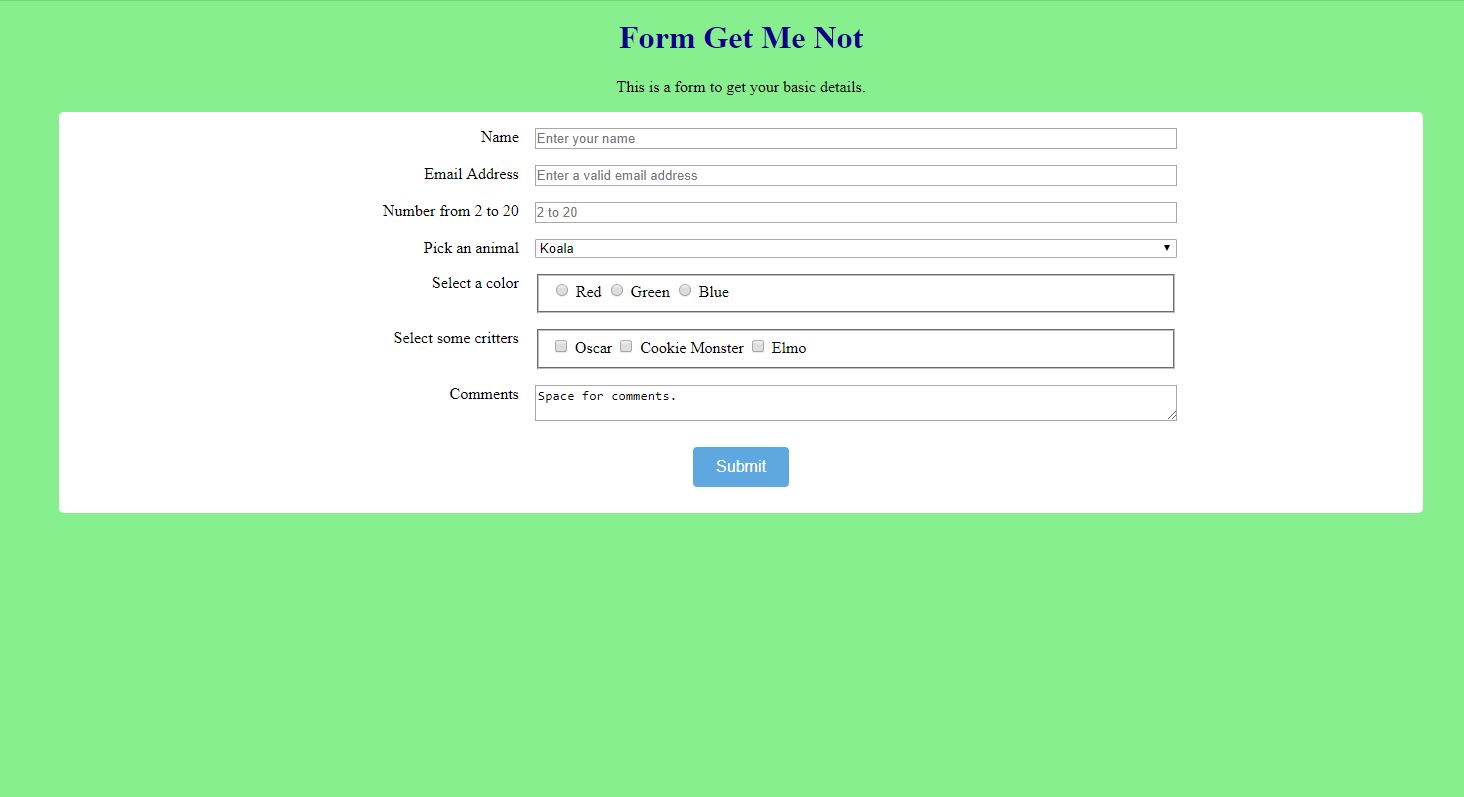 Form Get Me Not
This is a form to get your basic details.
Name Enter your name
Email Address Enter a valid email address
Number from 2 to 20 2 to 20
Pick an animal Koala
Select a color Red Green Blue
Select some critters Oscar Cookie Monster Elmo
Comments Space for comments.
Submit